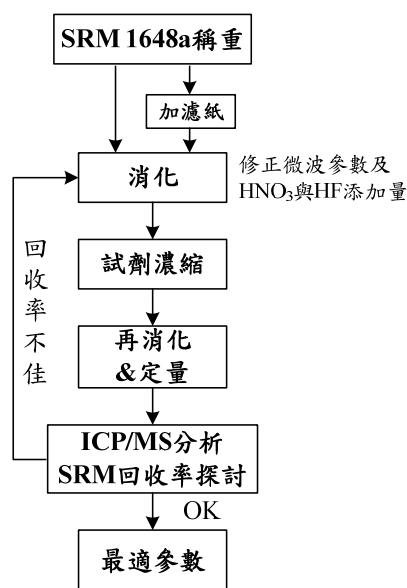 SRM 1648a稱重
加濾紙
消化
修正微波參數及
HNO₃與HF添加量
試劑濃縮
回收率不佳
再消化
&定量
ICP/MS分析
SRM回收率探討
OK
最適參數